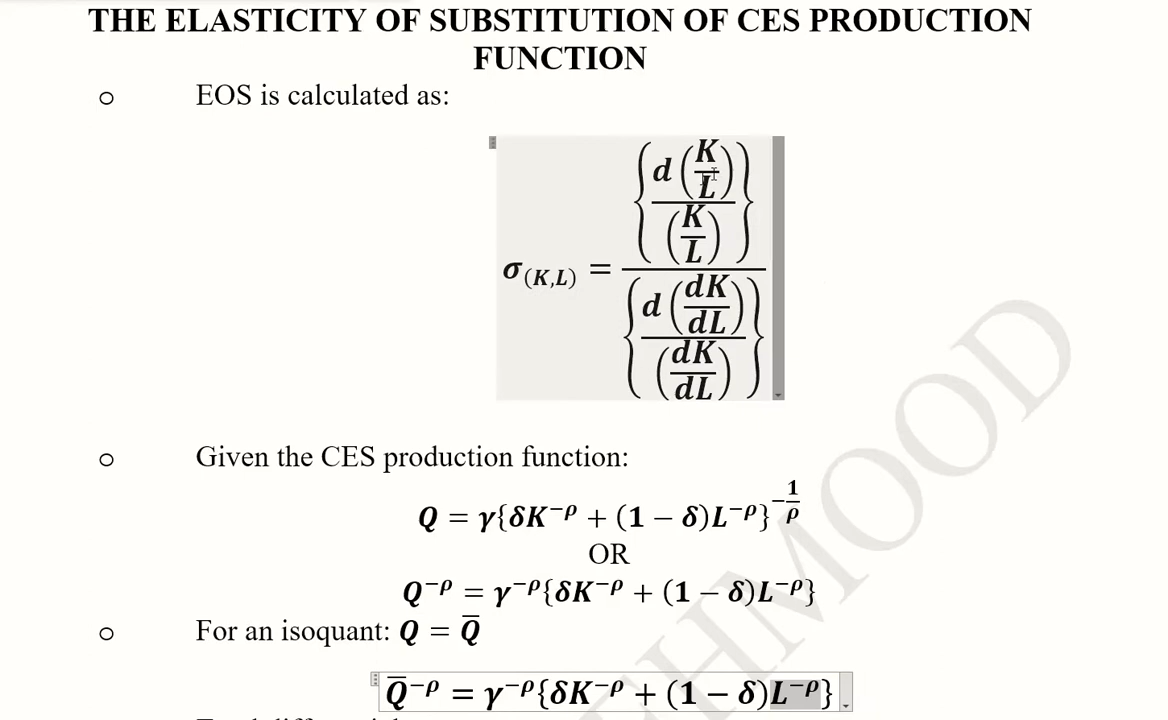 THE ELASTICITY OF SUBSTITUTION OF CES PRODUCTION
FUNCTION
o EOS is calculated as:
σ(K,L) = {d(K/L) / (K/L)} / {d(dK/dL) / (dK/dL)}
o Given the CES production function:
Q = γ{δK^−ρ + (1 − δ)L^−ρ}^−1/ρ
OR
Q^−ρ = γ^−ρ{δK^−ρ + (1 − δ)L^−ρ}
o For an isoquant: Q = Q̅
Q̅^−ρ = γ^−ρ{δK^−ρ + (1 − δ)L^−ρ}
EHMOOD